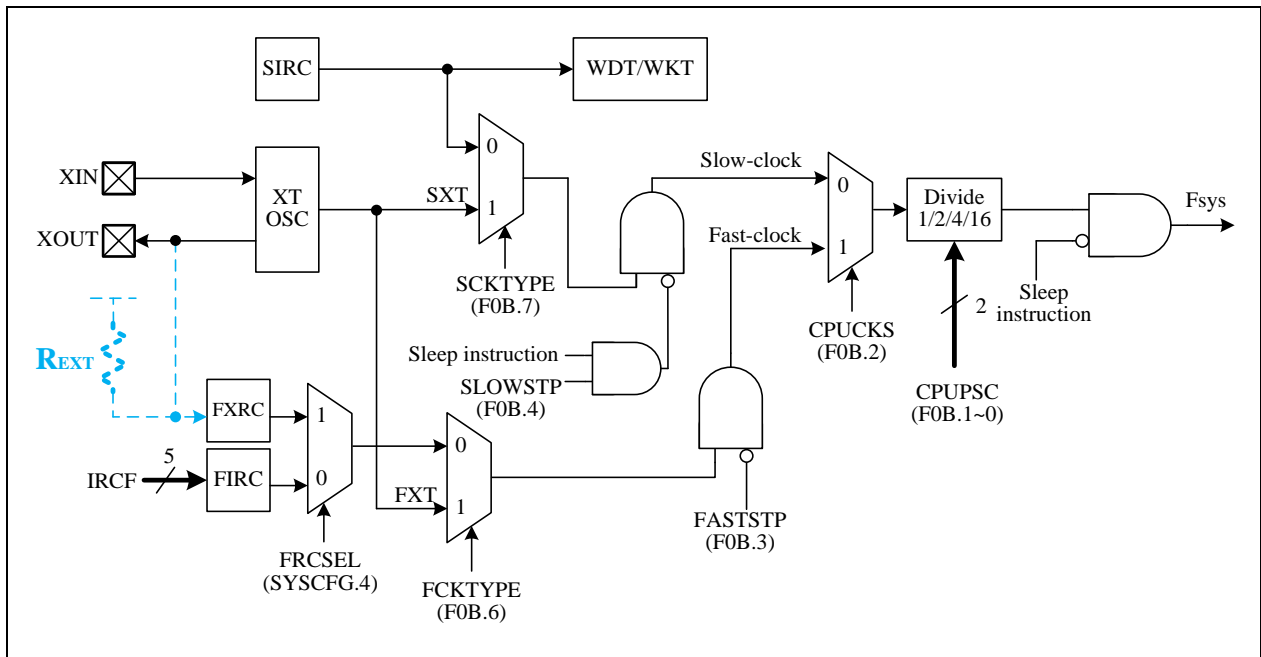 SIRC
WDT/WKT
XIN
XT
OSC
XOUT
SXT
0
1
SCKTYPE
(F0B.7)
Slow-clock
Fast-clock
0
1
CPUCKS
(F0B.2)
Divide
1/2/4/16
2
CPUPSC
(F0B.1~0)
Sleep
instruction
Fsys
Sleep instruction
SLOWSTP
(F0B.4)
REXT
FXRC
FIRC
IRCF
5
1
0
FRCSEL
(SYSCFG.4)
FXT
0
1
FCKTYPE
(F0B.6)
FASTSTP
(F0B.3)